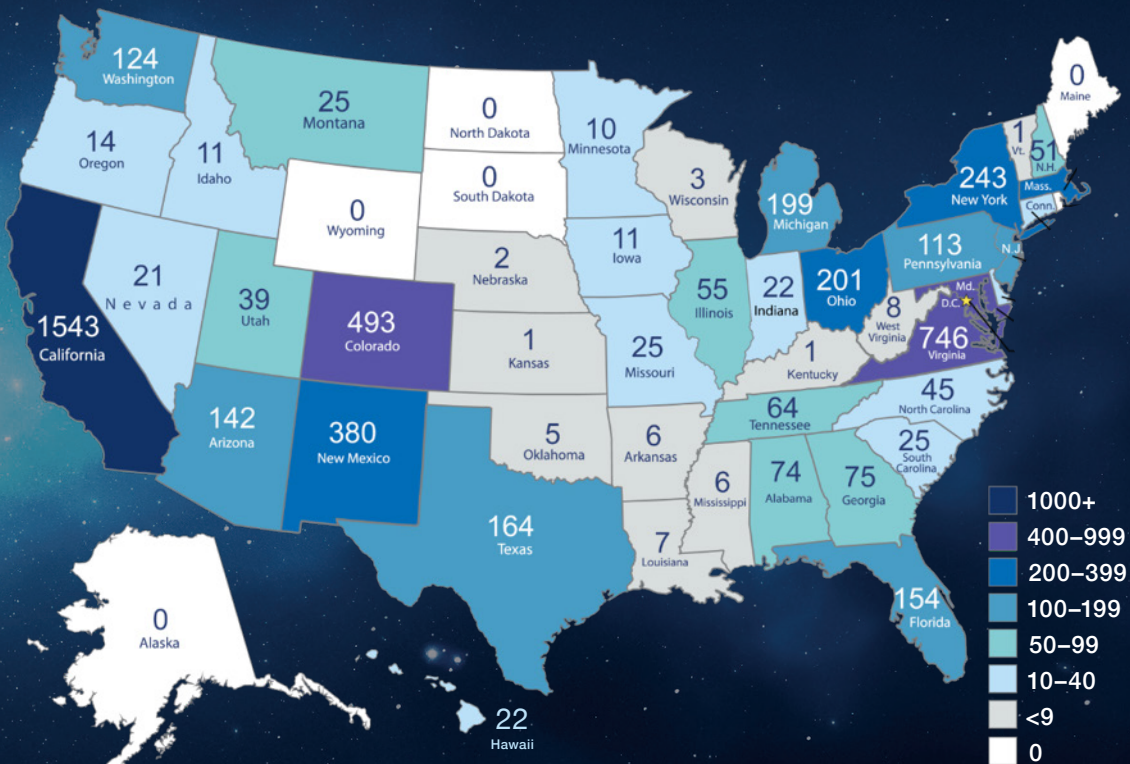 124
Washington
14
Oregon
11
Idaho
25
Montana
0
North Dakota
0
South Dakota
0
Wyoming
10
Minnesota
3
Wisconsin
199
Michigan
0
Maine
1
Vt.
51
N.H.
243
New York
Mass.
Conn.
113
Pennsylvania
N.J.
1543
California
21
Nevada
39
Utah
493
Colorado
2
Nebraska
11
Iowa
1
Kansas
25
Missouri
55
Illinois
22
Indiana
201
Ohio
8
West
Virginia
Md.
D.C.
746
Virginia
1
Kentucky
142
Arizona
380
New Mexico
5
Oklahoma
6
Arkansas
64
Tennessee
45
North Carolina
25
South
Carolina
164
Texas
7
Louisiana
6
Mississippi
74
Alabama
75
Georgia
154
Florida
0
Alaska
22
Hawaii
1000+
400–999
200–399
100–199
50–99
10–40
<9
0